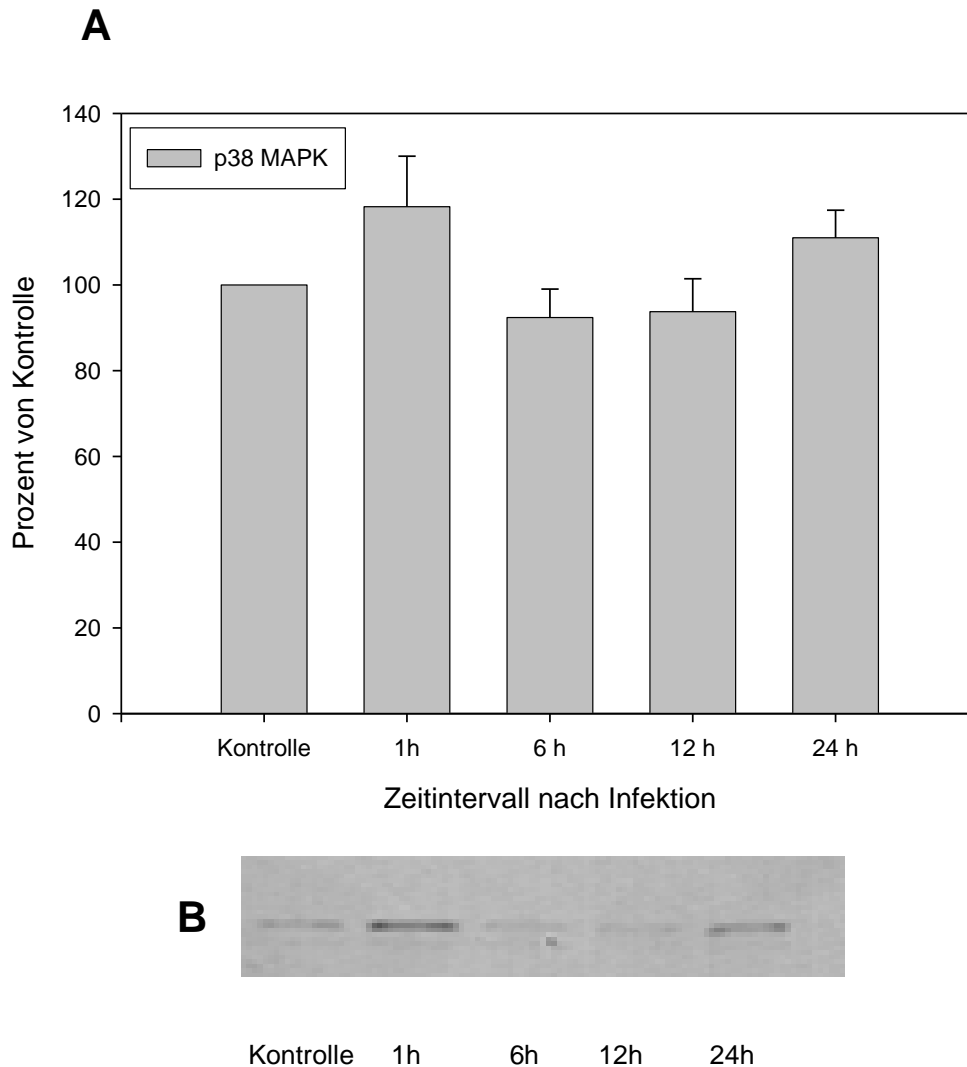 A
140
120
100
80
60
40
20
0
p38 MAPK
Prozent von Kontrolle
Kontrolle 1h 6 h 12 h 24 h
Zeitintervall nach Infektion
B
Kontrolle 1h 6h 12h 24h